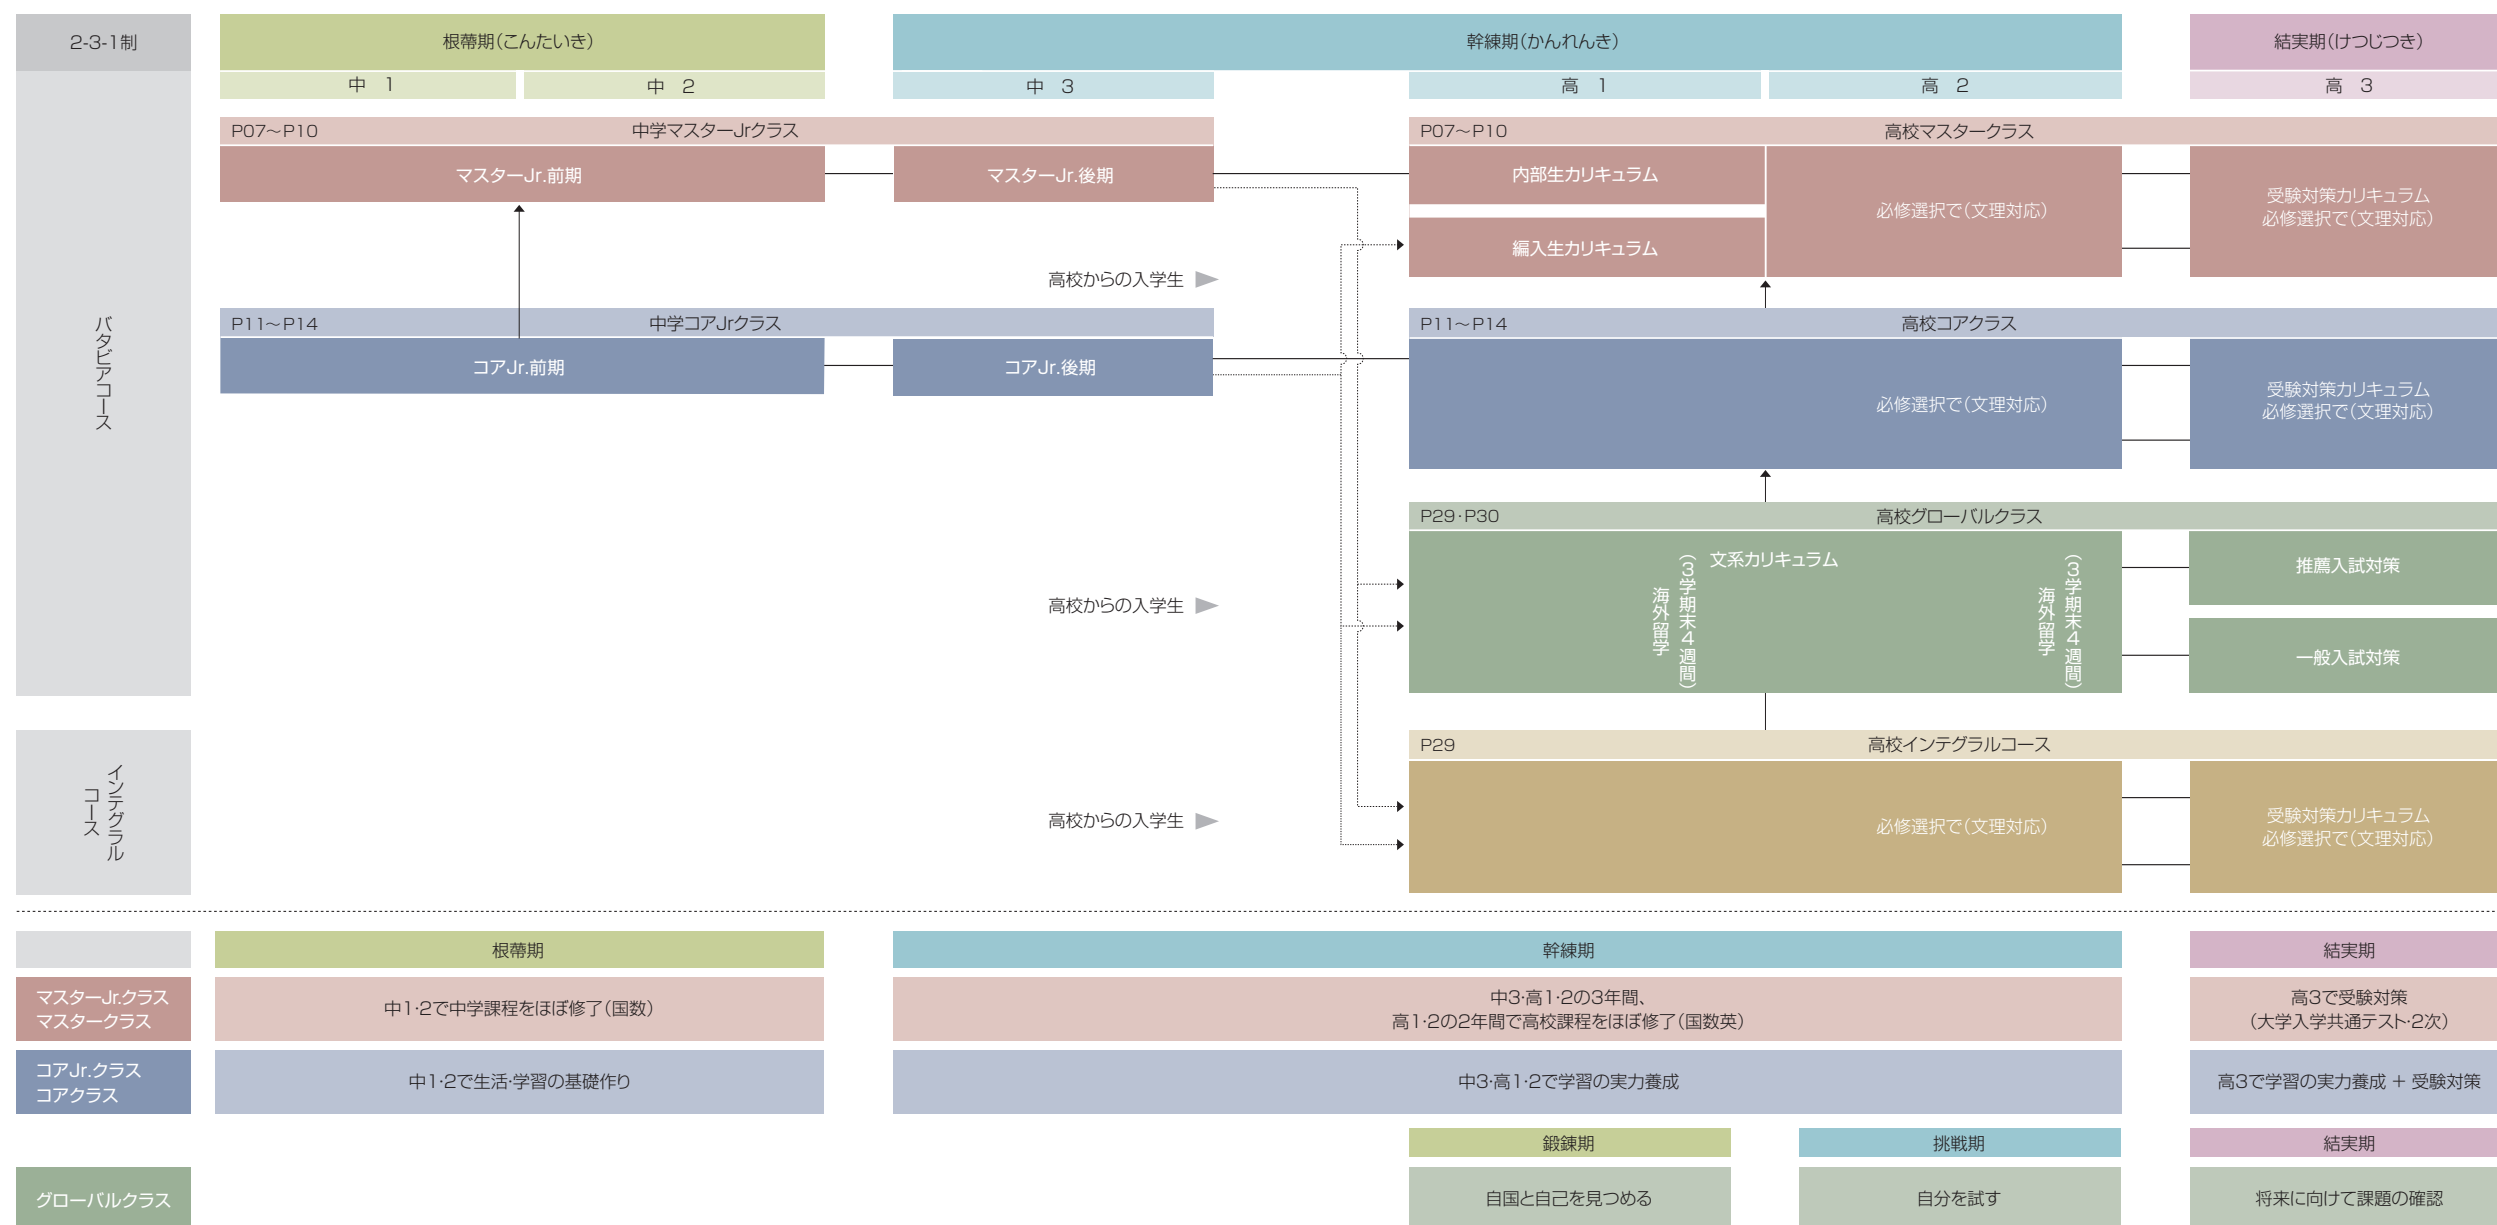 2-3-1制
根蔕期(こんたいき)
幹練期(かんれんき)
結実期(けつじつき)
中 1
中 2
中 3
高 1
高 2
高 3
バタビアコース
P07~P10
中学マスターJrクラス
P07~P10
高校マスタークラス
マスターJr.前期
マスターJr.後期
内部生カリキュラム
編入生カリキュラム
必修選択で(文理対応)
受験対策カリキュラム
必修選択で(文理対応)
高校からの入学生
P11~P14
中学コアJrクラス
P11~P14
高校コアクラス
コアJr.前期
コアJr.後期
必修選択で(文理対応)
受験対策カリキュラム
必修選択で(文理対応)
P29·P30
高校グローバルクラス
文系カリキュラム
(3学期末4週間)
海外留学
(3学期末4週間)
海外留学
推薦入試対策
一般入試対策
高校からの入学生
インテグラル
コース
P29
高校インテグラルコース
高校からの入学生
必修選択で(文理対応)
受験対策カリキュラム
必修選択で(文理対応)
根蔕期
幹練期
結実期
マスターJr.クラス
マスタークラス
中1·2で中学課程をほぼ修了(国数)
中3·高1·2の3年間、
高1·2の2年間で高校課程をほぼ修了(国数英)
高3で受験対策
(大学入学共通テスト·2次)
コアJr.クラス
コアクラス
中1·2で生活·学習の基礎作り
中3·高1·2で学習の実力養成
高3で学習の実力養成 + 受験対策
鍛錬期
挑戦期
結実期
グローバルクラス
自国と自己を見つめる
自分を試す
将来に向けて課題の確認